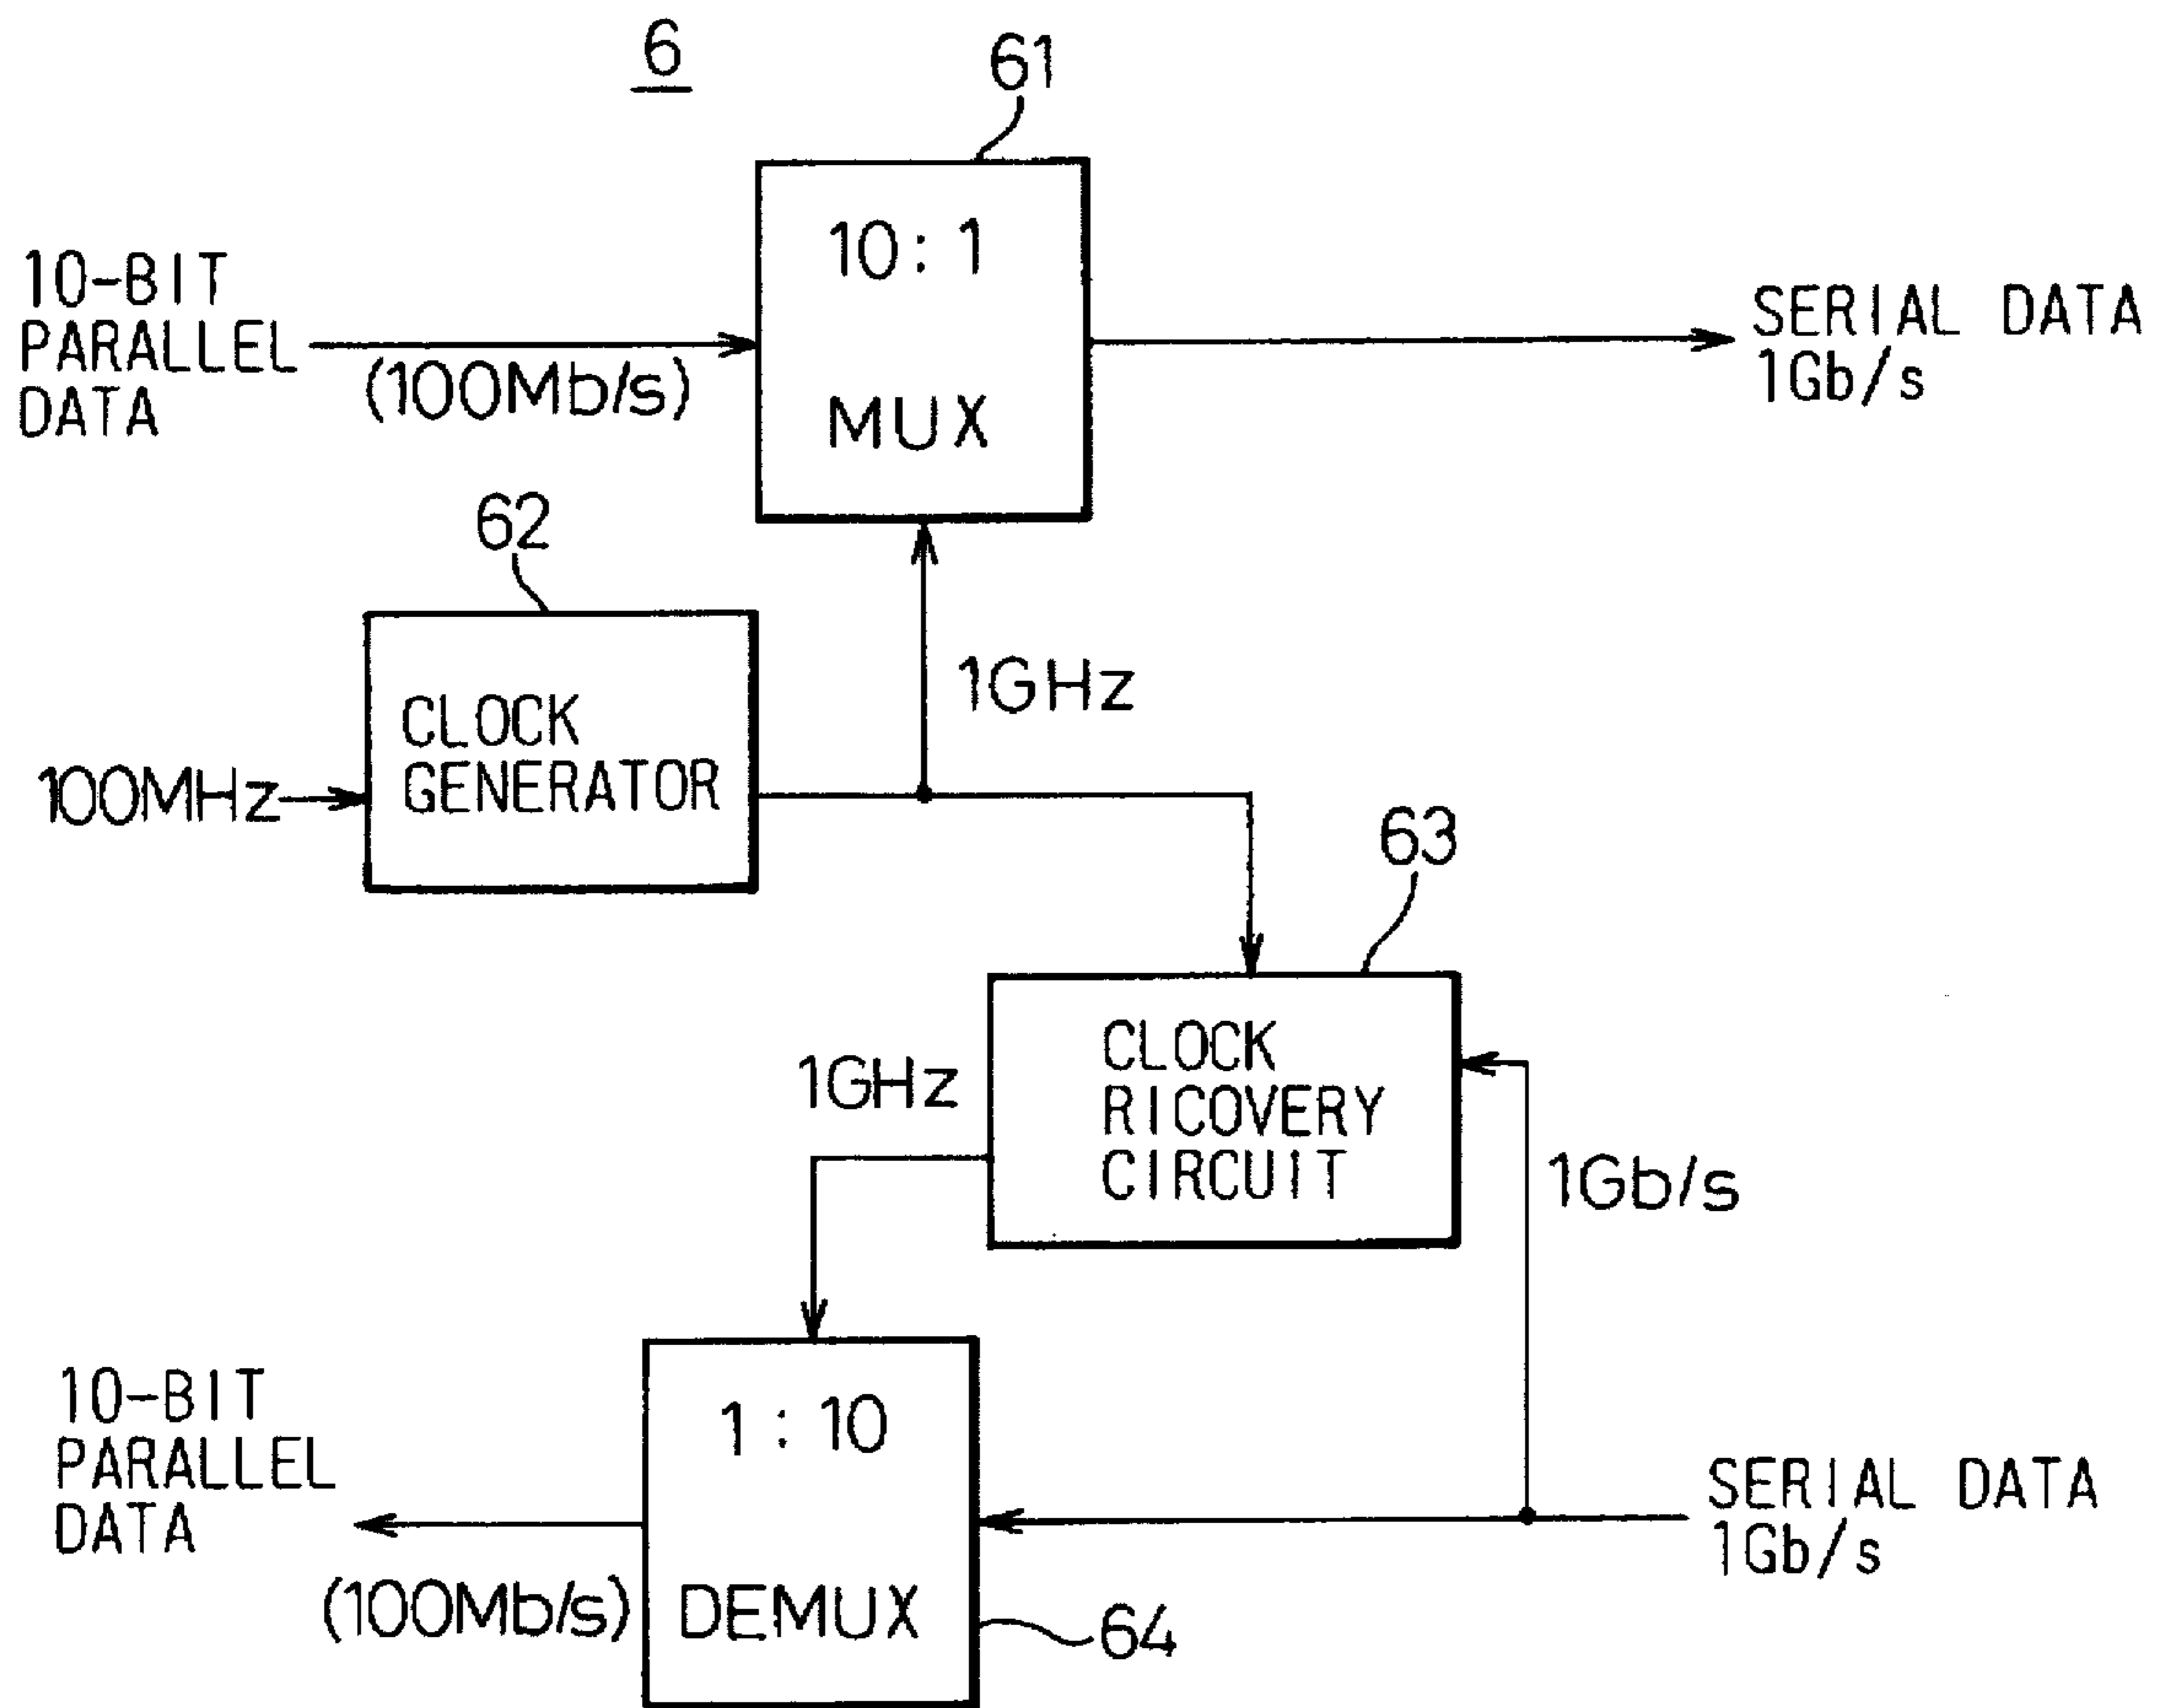 6
61
10:1
MUX
10-BIT
PARALLEL
DATA
(100Mb/s)
SERIAL DATA
1Gb/s
62
CLOCK
GENERATOR
100MHz
1GHz
63
CLOCK
RICOVERY
CIRCUIT
1GHz
1Gb/s
10-BIT
PARALLEL
DATA
(100Mb/s)
1:10
DEMUX
64
SERIAL DATA
1Gb/s